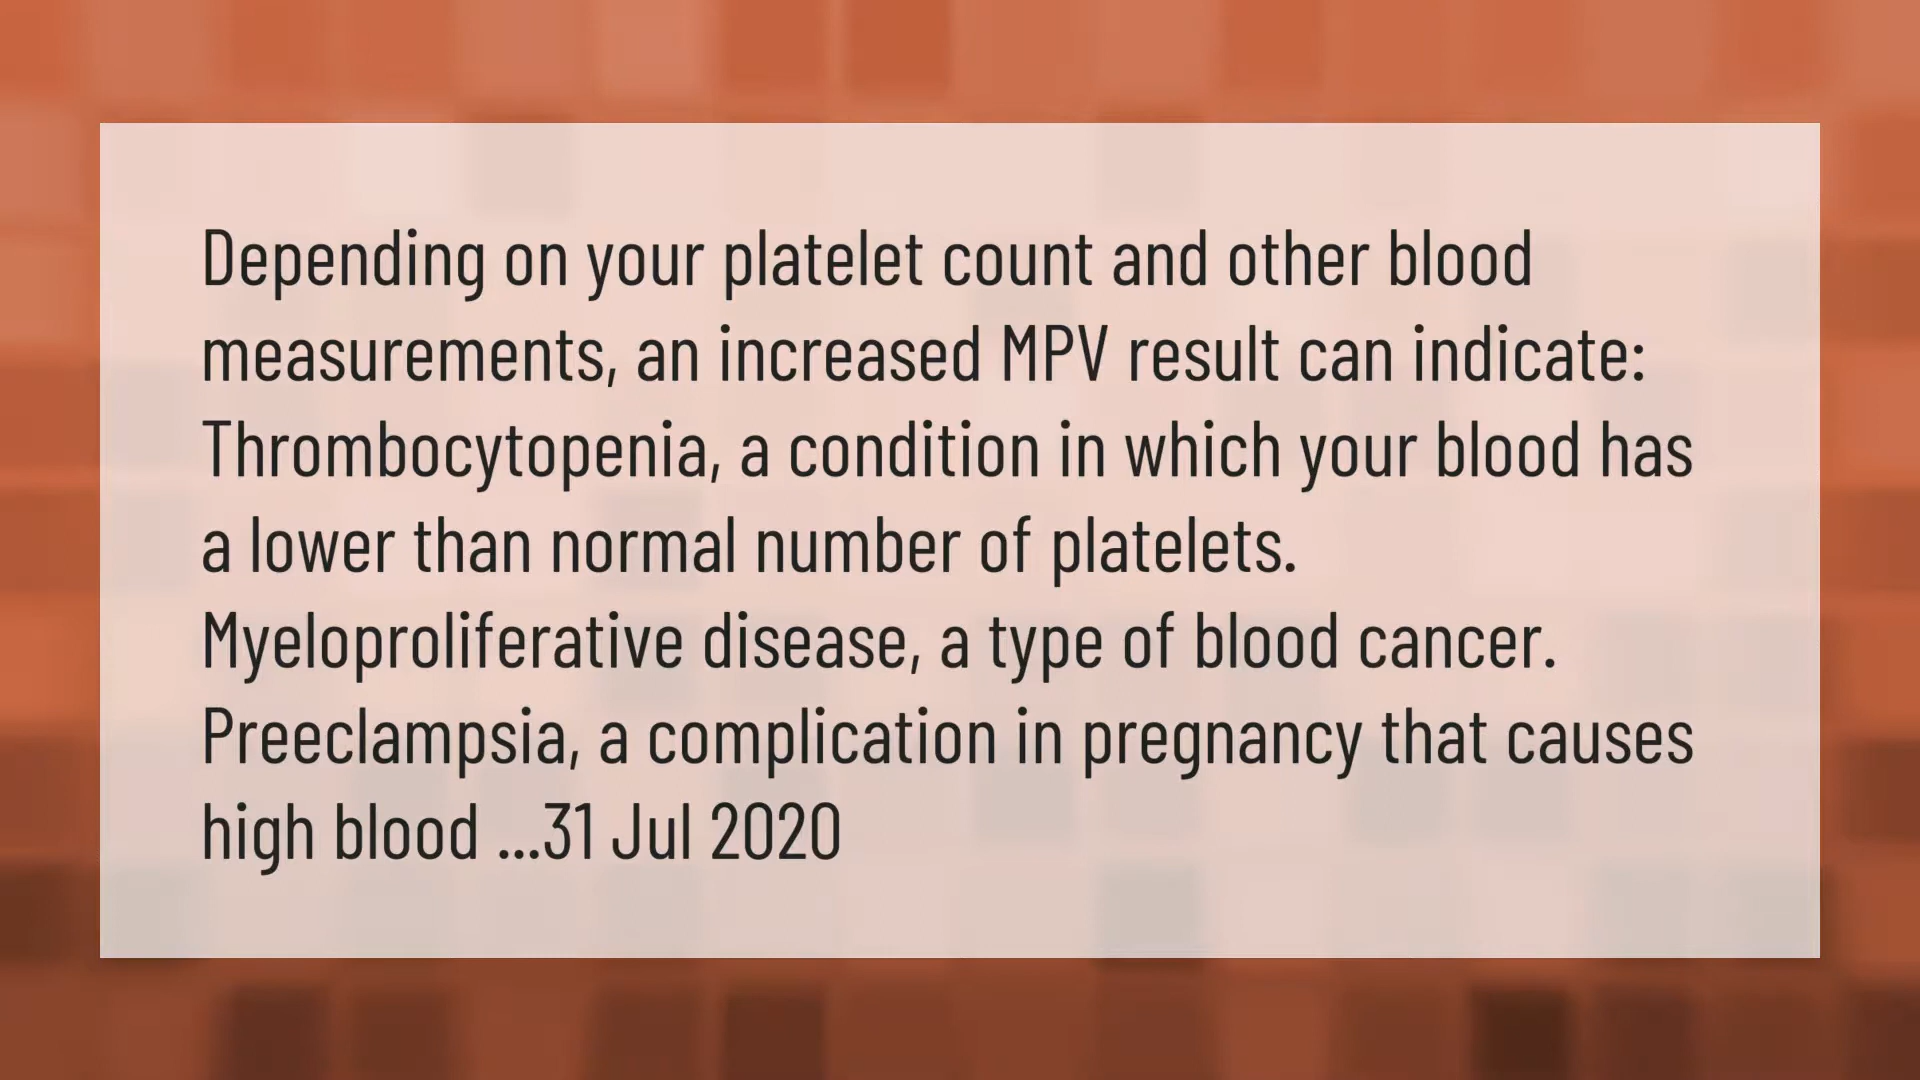 Depending on your platelet count and other blood
measurements, an increased MPV result can indicate:
Thrombocytopenia, a condition in which your blood has
a lower than normal number of platelets.
Myeloproliferative disease, a type of blood cancer.
Preeclampsia, a complication in pregnancy that causes
high blood ...31 Jul 2020